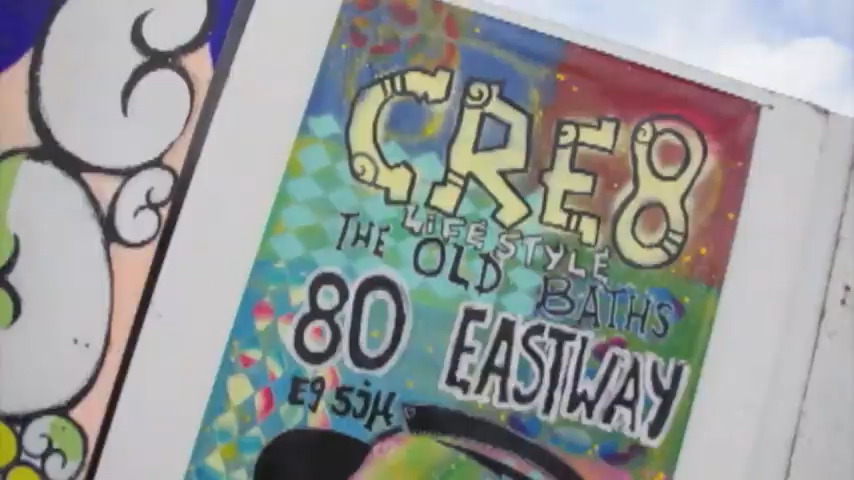 CRE8
LIFESTYLE
THE OLD BATHS
80 EASTWAY
E9 5JH